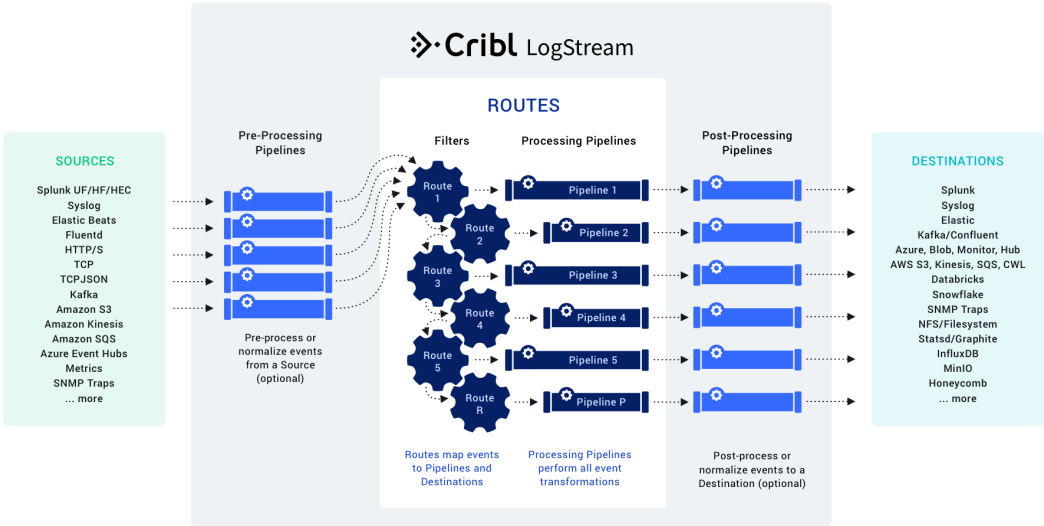 Cribl LogStream
SOURCES
Splunk UF/HF/HEC
Syslog
Elastic Beats
Fluentd
HTTP/S
TCP
TCPJSON
Kafka
Amazon S3
Amazon Kinesis
Amazon SQS
Azure Event Hubs
Metrics
SNMP Traps
... more
Pre-Processing
Pipelines
Pre-process or
normalize events
from a Source
(optional)
ROUTES
Filters
Route
1
Route
2
Route
3
Route
4
Route
5
Route
R
Routes map events
to Pipelines and
Destinations
Processing Pipelines
Pipeline 1
Pipeline 2
Pipeline 3
Pipeline 4
Pipeline 5
Pipeline P
Processing Pipelines
perform all event
transformations
Post-Processing
Pipelines
Post-process or
normalize events to a
Destination (optional)
DESTINATIONS
Splunk
Syslog
Elastic
Kafka/Confluent
Azure, Blob, Monitor, Hub
AWS S3, Kinesis, SQS, CWL
Databricks
Snowflake
SNMP Traps
NFS/Filesystem
Statsd/Graphite
InfluxDB
MinIO
Honeycomb
... more